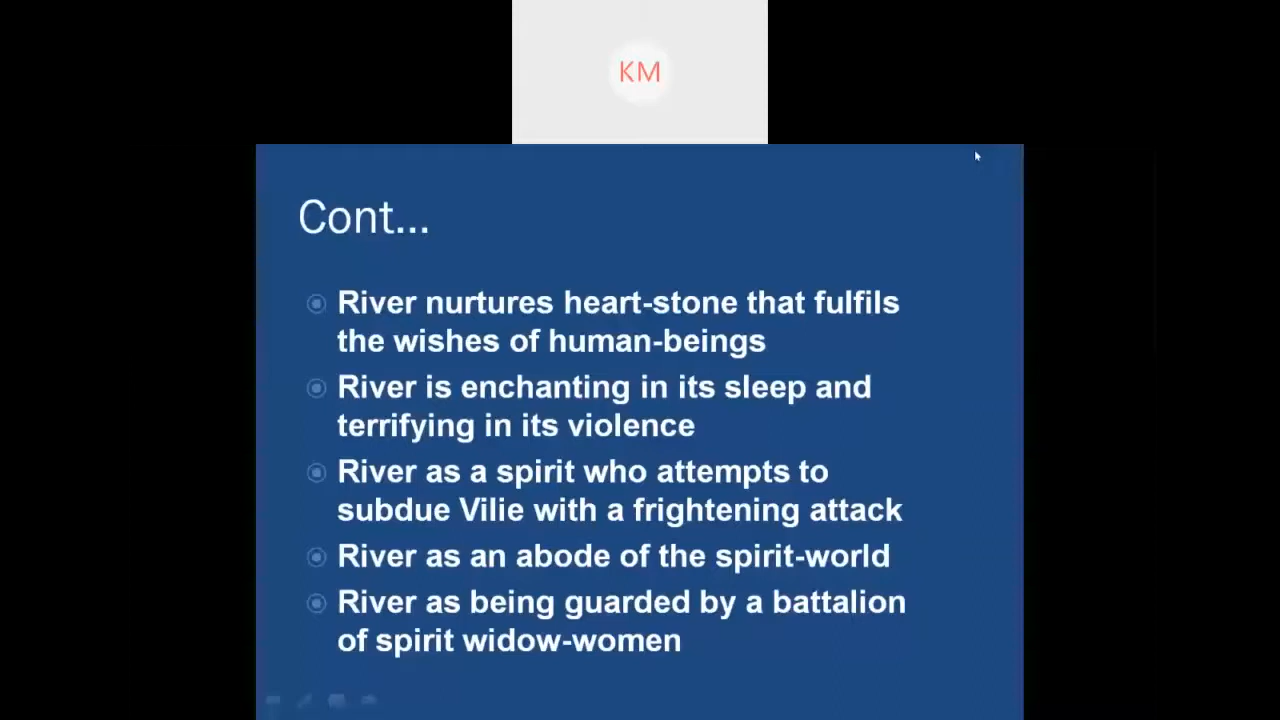 KM
Cont...
River nurtures heart-stone that fulfils
the wishes of human-beings
River is enchanting in its sleep and
terrifying in its violence
River as a spirit who attempts to
subdue Vilie with a frightening attack
River as an abode of the spirit-world
River as being guarded by a battalion
of spirit widow-women